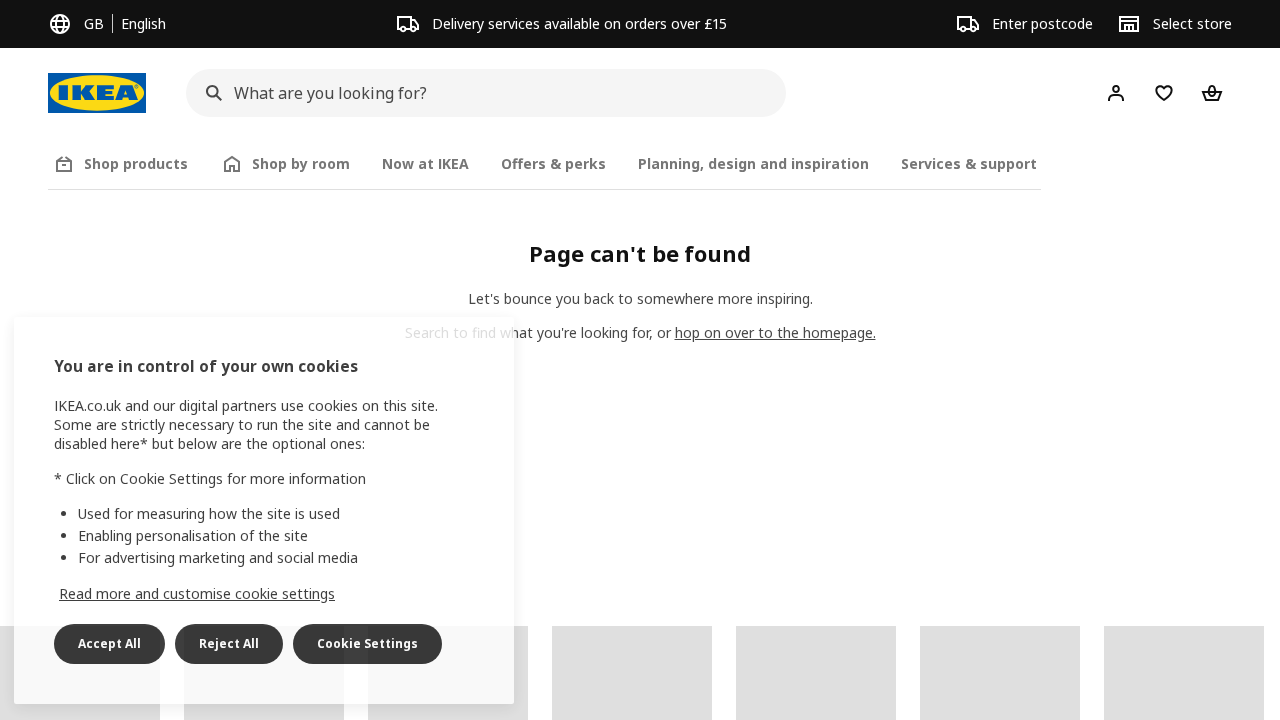 GB English
Delivery services available on orders over £15
Enter postcode
Select store
IKEA
What are you looking for?
Shop products
Shop by room
Now at IKEA
Offers & perks
Planning, design and inspiration
Services & support
Page can't be found
Let's bounce you back to somewhere more inspiring.
Search to find what you're looking for, or hop on over to the homepage.
You are in control of your own cookies
IKEA.co.uk and our digital partners use cookies on this site.
Some are strictly necessary to run the site and cannot be
disabled here* but below are the optional ones:
* Click on Cookie Settings for more information
Used for measuring how the site is used
Enabling personalisation of the site
For advertising marketing and social media
Read more and customise cookie settings
Accept All
Reject All
Cookie Settings